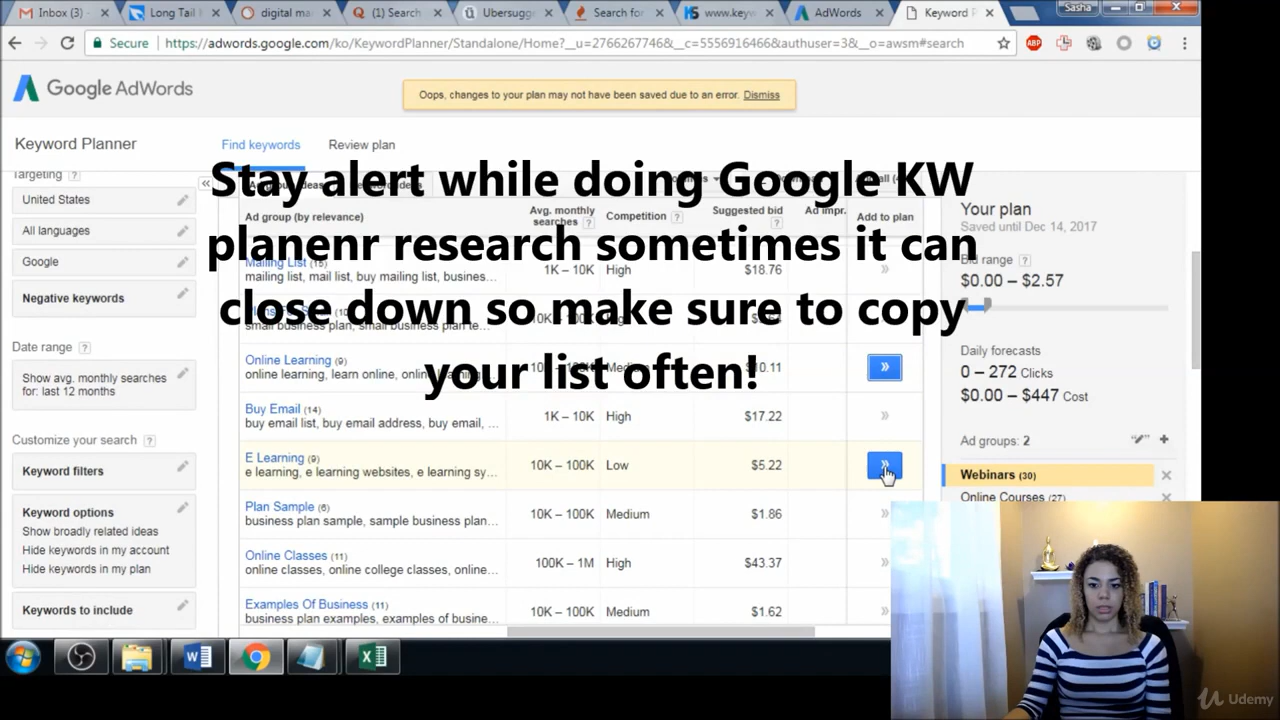 Inbox (3) -
Long Tail
digital ma
(1) Search
Ubersugg
Search for
www.keyw
AdWords
Keyword P
Sasha
Secure
https://adwords.google.com/ko/KeywordPlanner/Standalone/Home?__u=2766267746&__c=5556916466&authuser=3&__o=awsm#search
ABP
Google AdWords
Oops, changes to your plan may not have been saved due to an error. Dismiss
Keyword Planner
Find keywords
Review plan
Stay alert while doing Google KW
planenr research sometimes it can
close down so make sure to copy
your list often!
Targeting ?
United States
All languages
Google
Negative keywords
Date range ?
Show avg. monthly searches
for: last 12 months
Customize your search ?
Keyword filters
Keyword options
Show broadly related ideas
Hide keywords in my account
Hide keywords in my plan
Keywords to include
Ad group (by relevance)
Avg. monthly
searches ?
Competition ?
Suggested bid
?
Ad impr.
Add to plan
Mailing List (15)
mailing list, mail list, buy mailing list, busines...
1K – 10K High $18.76
small business plan, small business plan te...
Online Learning (9)
online learning, learn online,
$10.11
Buy Email (14)
buy email list, buy email address, buy email, ...
1K – 10K High $17.22
E Learning (9)
e learning, e learning websites, e learning sy...
10K – 100K Low $5.22
Plan Sample (6)
business plan sample, sample business plan...
10K – 100K Medium $1.86
Online Classes (11)
online classes, online college classes, online...
100K – 1M High $43.37
Examples Of Business (11)
business plan examples, examples of busine...
10K – 100K Medium $1.62
Your plan
Saved until Dec 14, 2017
Bid range ?
$0.00 – $2.57
Daily forecasts
0 – 272 Clicks
$0.00 – $447 Cost
Ad groups: 2
Webinars (30)
Online Courses (27)
Udemy